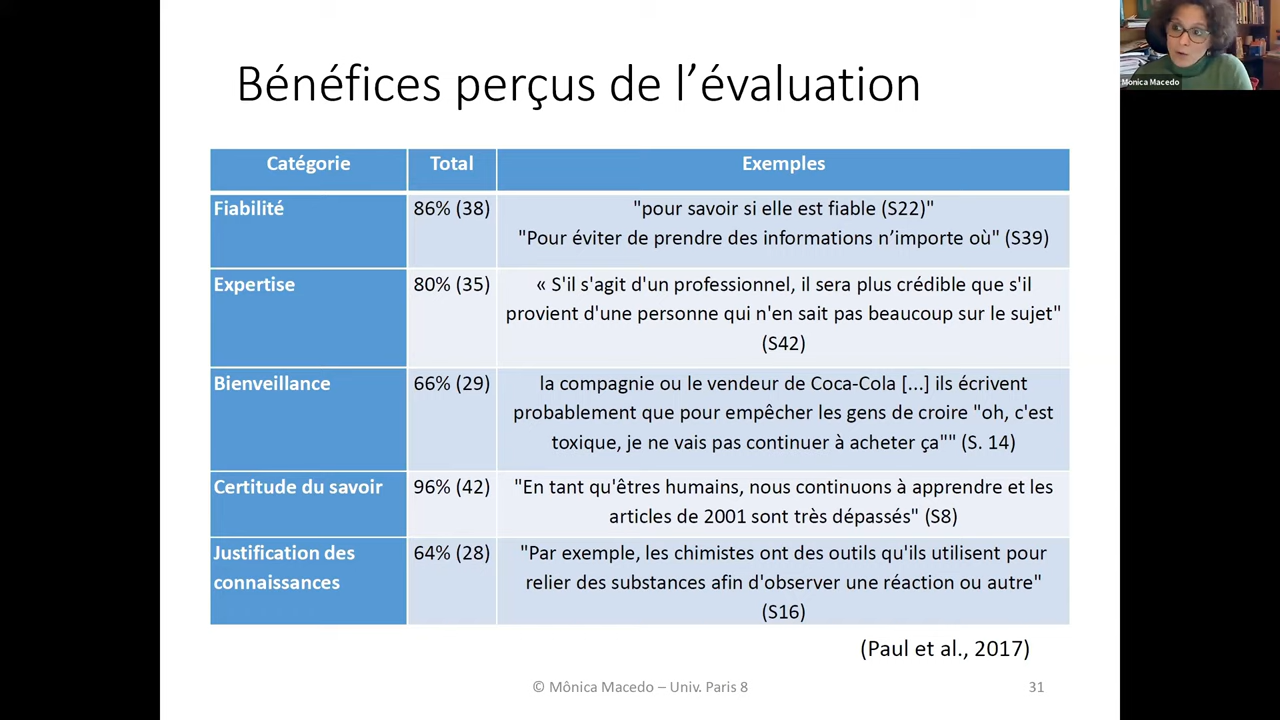 Bénéfices perçus de l’évaluation
Monica Macedo
Catégorie Total Exemples
Fiabilité 86% (38) "pour savoir si elle est fiable (S22)"
"Pour éviter de prendre des informations n’importe où" (S39)
Expertise 80% (35) « S'il s'agit d'un professionnel, il sera plus crédible que s'il
provient d'une personne qui n'en sait pas beaucoup sur le sujet"
(S42)
Bienveillance 66% (29) la compagnie ou le vendeur de Coca-Cola [...] ils écrivent
probablement que pour empêcher les gens de croire "oh, c'est
toxique, je ne vais pas continuer à acheter ça"" (S. 14)
Certitude du savoir 96% (42) "En tant qu'êtres humains, nous continuons à apprendre et les
articles de 2001 sont très dépassés" (S8)
Justification des 64% (28) "Par exemple, les chimistes ont des outils qu'ils utilisent pour
connaissances relier des substances afin d'observer une réaction ou autre"
(S16)
(Paul et al., 2017)
© Mônica Macedo – Univ. Paris 8 31